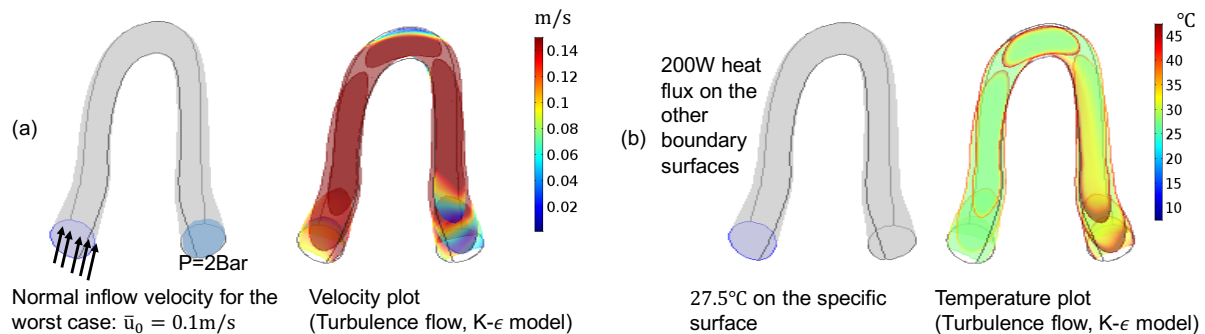 m/s
0.14
0.12
0.1
0.08
0.06
0.04
0.02
(a)
P=2Bar
Normal inflow velocity for the
worst case: ū₀ = 0.1m/s
Velocity plot
(Turbulence flow, K-ϵ model)
℃
45
40
35
30
25
20
15
10
(b)
200W heat
flux on the
other
boundary
surfaces
27.5℃ on the specific
surface
Temperature plot
(Turbulence flow, K-ϵ model)